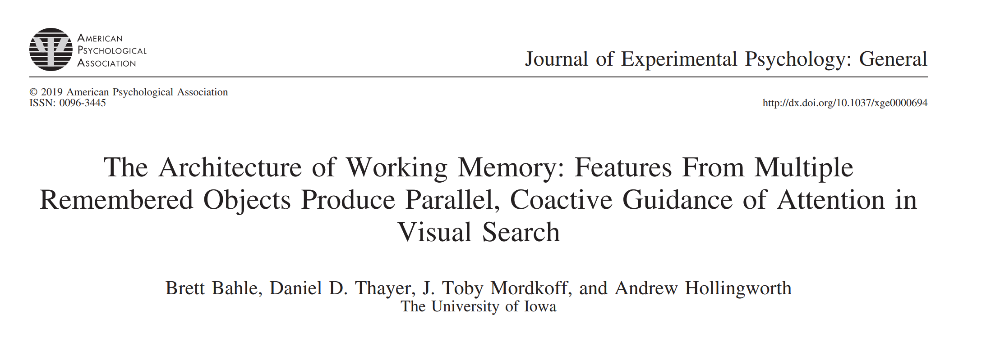 AMERICAN
PSYCHOLOGICAL
ASSOCIATION
Journal of Experimental Psychology: General
© 2019 American Psychological Association
ISSN: 0096-3445
http://dx.doi.org/10.1037/xge0000694
The Architecture of Working Memory: Features From Multiple
Remembered Objects Produce Parallel, Coactive Guidance of Attention in
Visual Search
Brett Bahle, Daniel D. Thayer, J. Toby Mordkoff, and Andrew Hollingworth
The University of Iowa